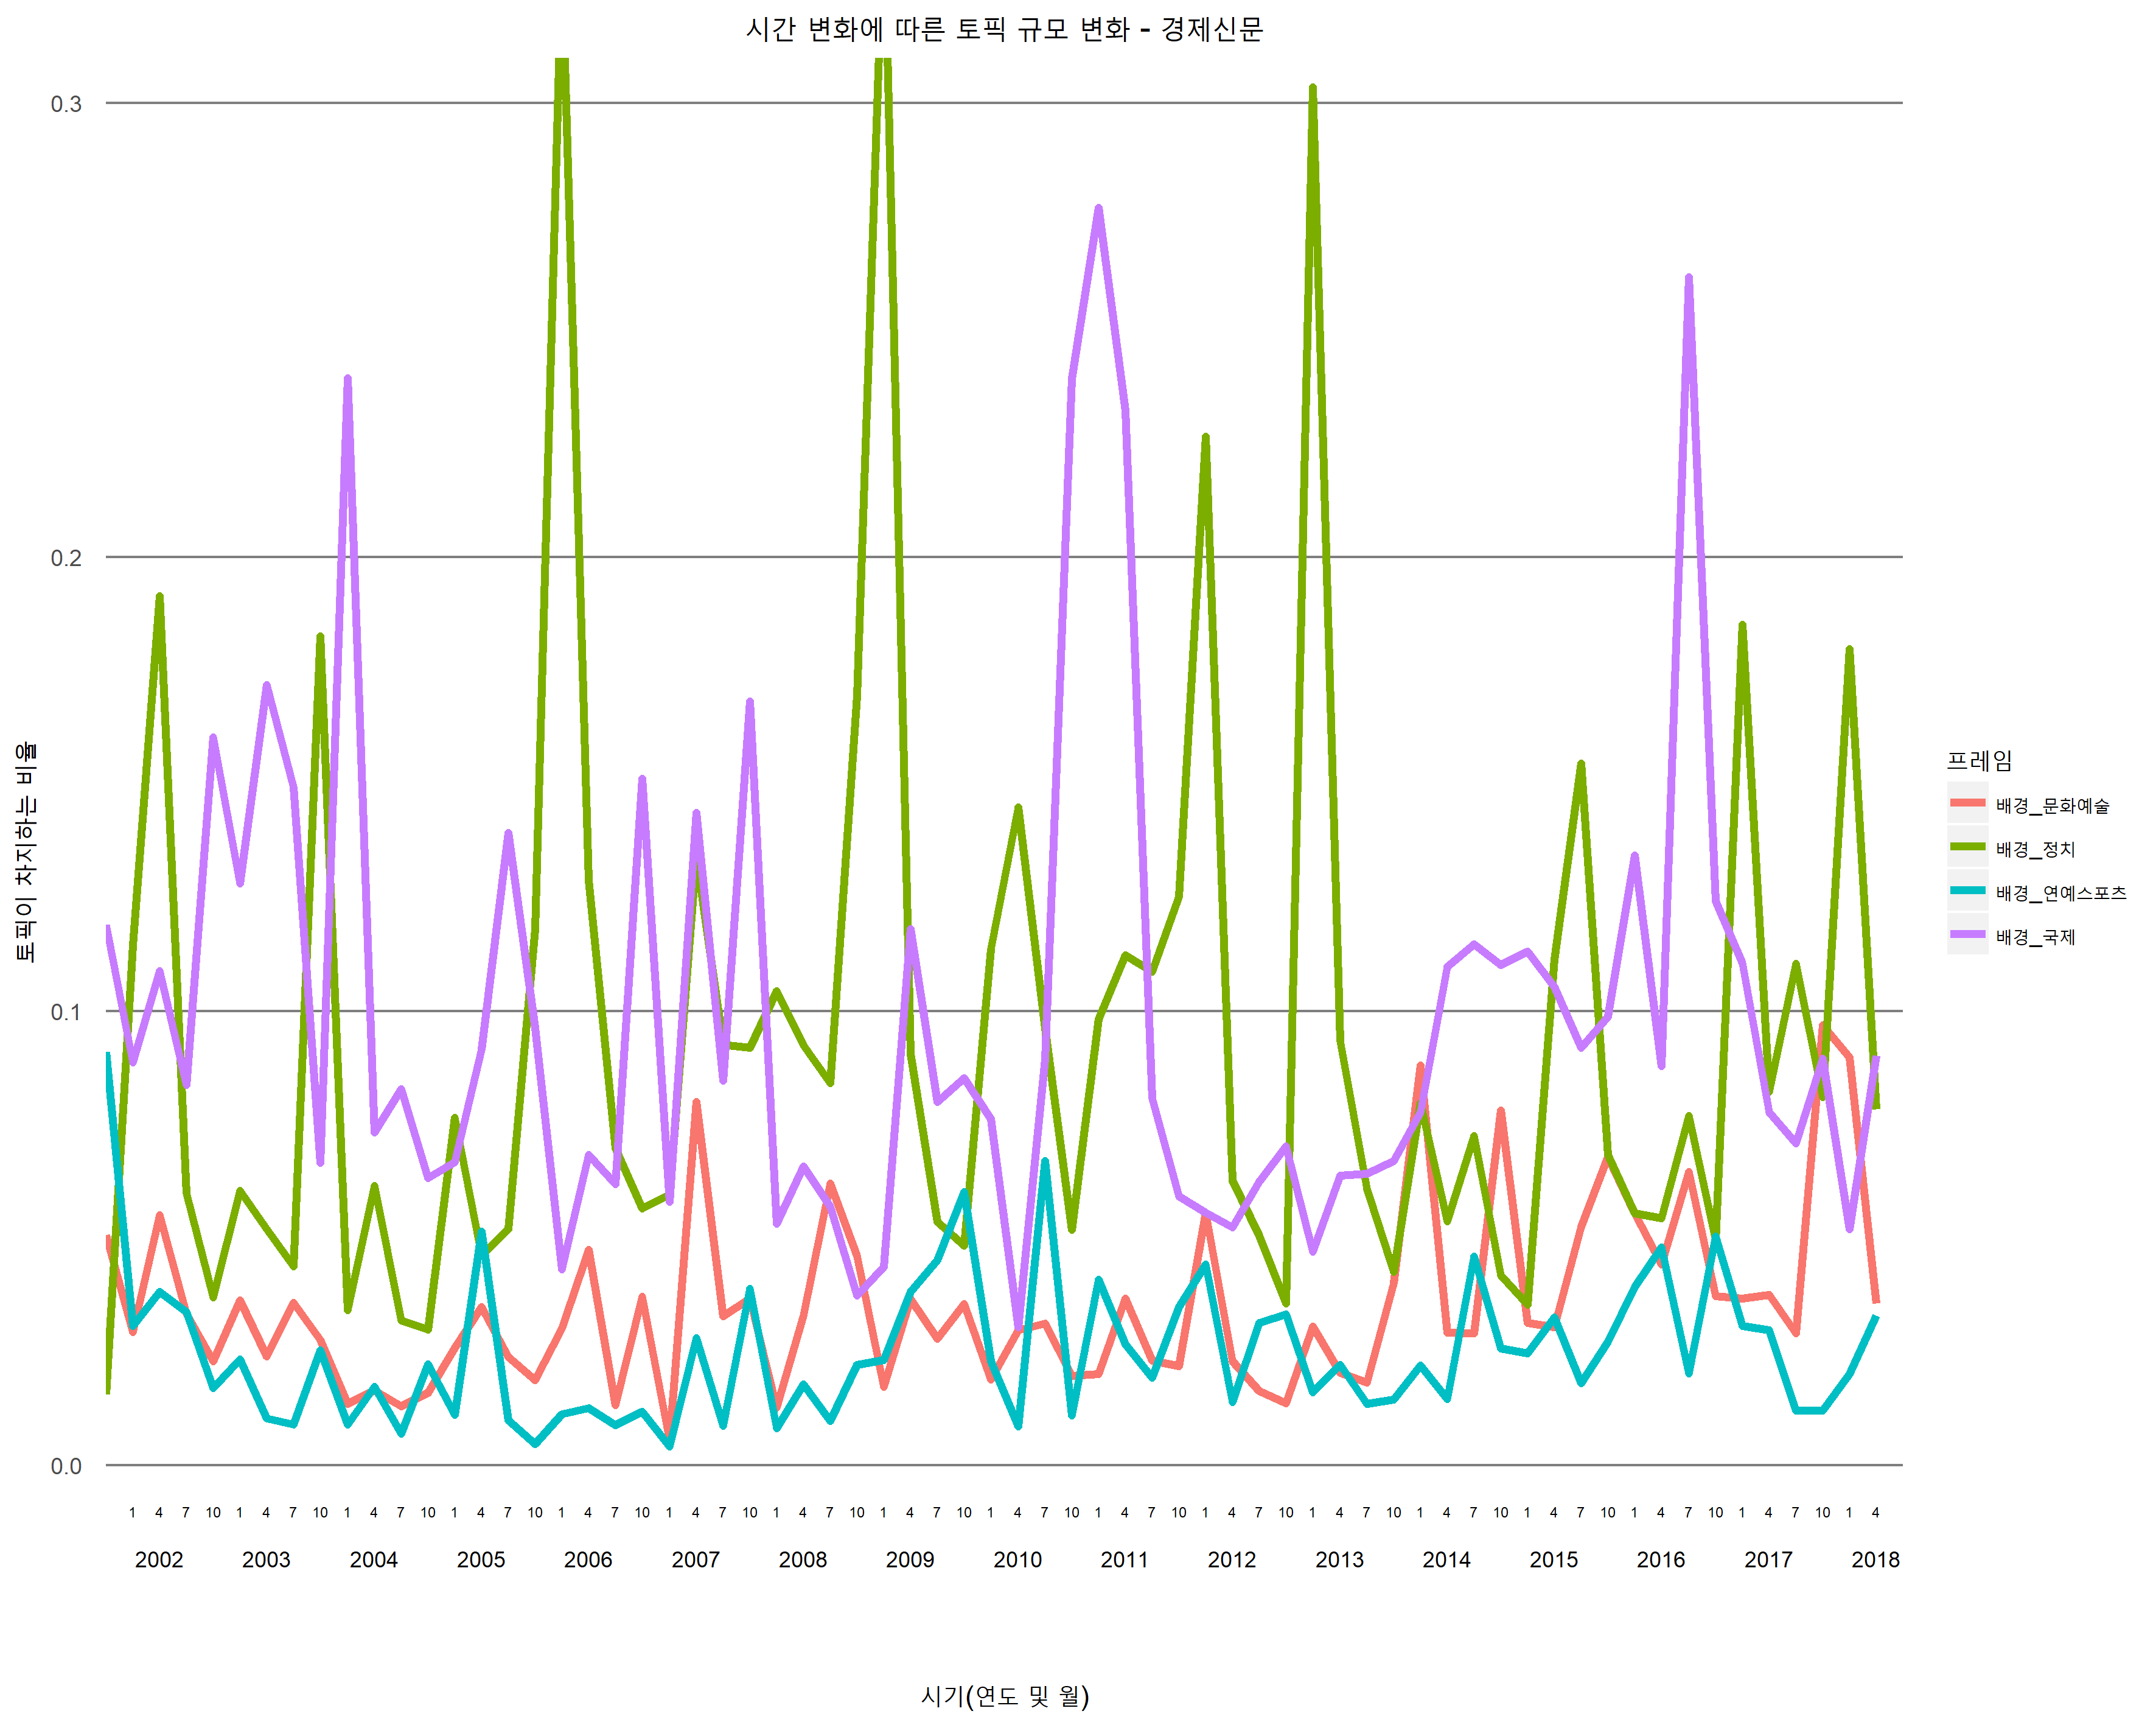 시간 변화에 따른 토픽 규모 변화 - 경제신문
0.3
0.2
0.1
0.0
토픽이 차지하는 비율
1 4 7 10 1 4 7 10 1 4 7 10 1 4 7 10 1 4 7 10 1 4 7 10 1 4 7 10 1 4 7 10 1 4 7 10 1 4 7 10 1 4 7 10 1 4 7 10 1 4 7 10 1 4 7 10 1 4 7 10 1 4 7 10 1 4
2002 2003 2004 2005 2006 2007 2008 2009 2010 2011 2012 2013 2014 2015 2016 2017 2018
시기(연도 및 월)
프레임
배경_문화예술
배경_정치
배경_연예스포츠
배경_국제